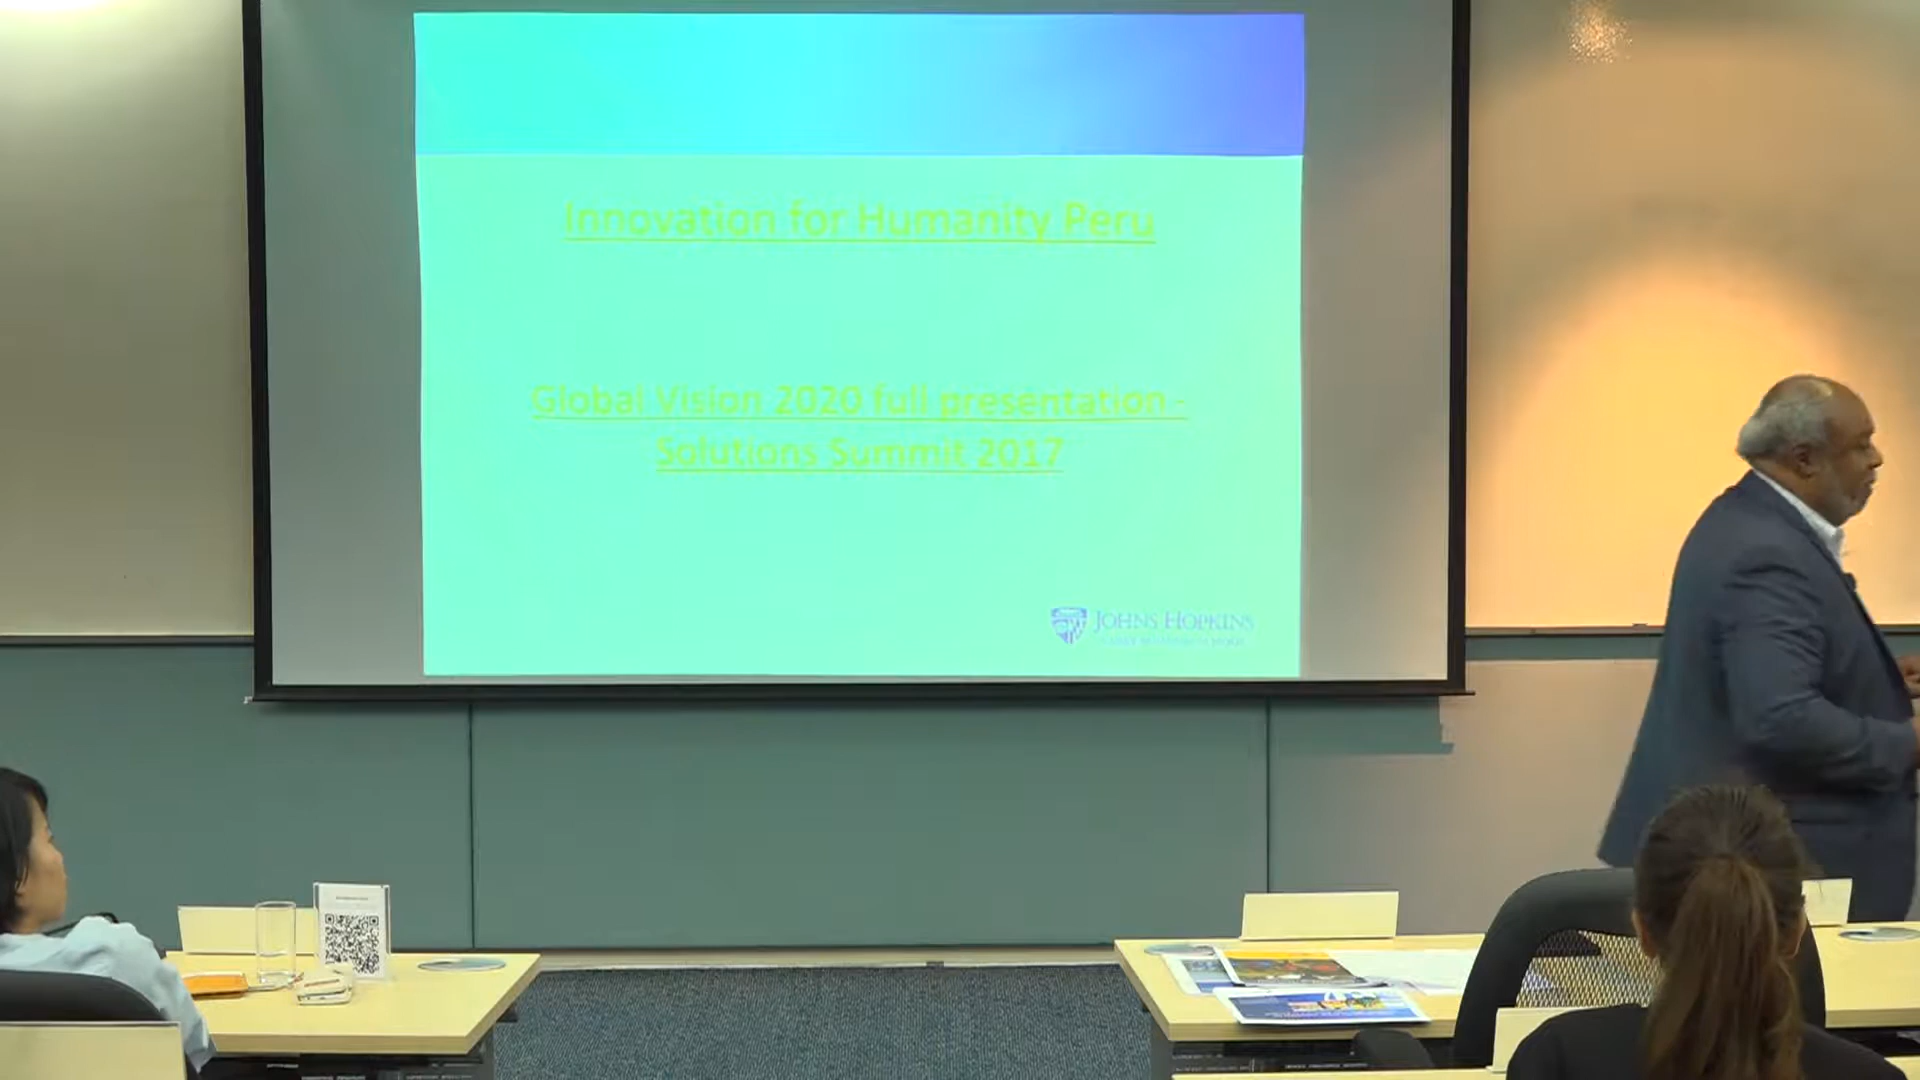 Innovation for Humanity Peru
Global Vision 2020 full presentation -
Solutions Summit 2017
JOHNS HOPKINS